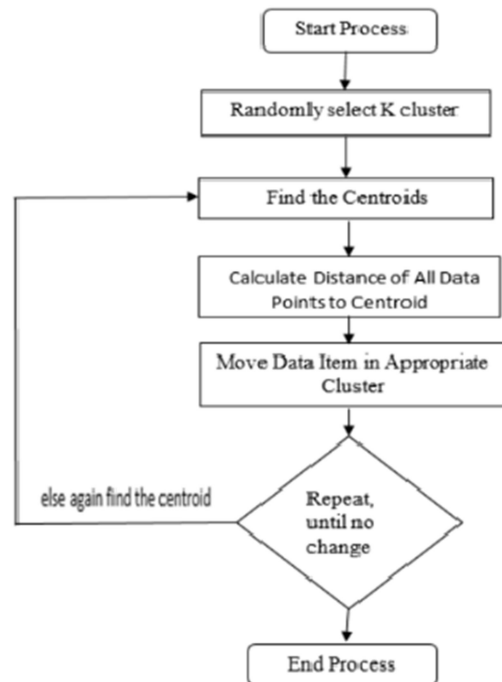 Start Process
Randomly select K cluster
Find the Centroids
Calculate Distance of All Data
Points to Centroid
Move Data Item in Appropriate
Cluster
else again find the centroid
Repeat,
until no
change
End Process